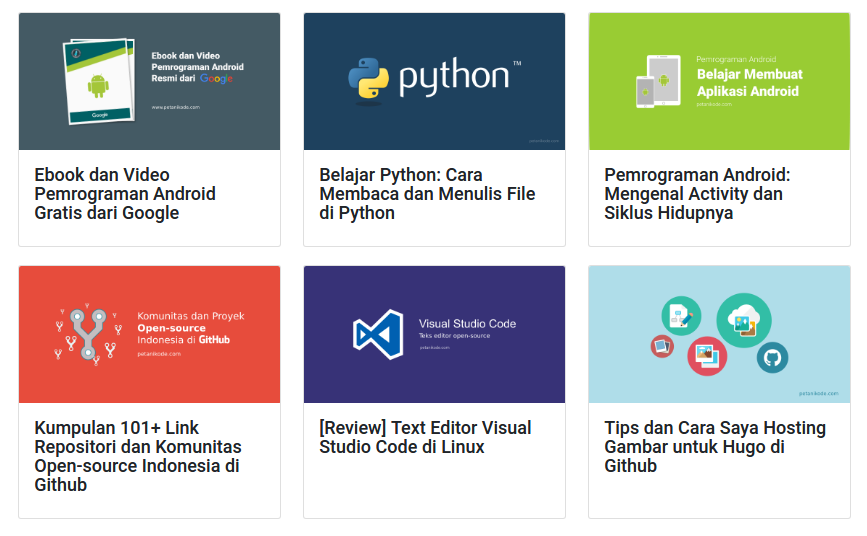 Ebook dan Video
Pemrograman Android
Resmi dari Google
www.petanikode.com
Google
Ebook dan Video
Pemrograman Android
Gratis dari Google
python™
petanikode.com
Belajar Python: Cara
Membaca dan Menulis File
di Python
Pemrograman Android
Belajar Membuat
Aplikasi Android
petanikode.com
Pemrograman Android:
Mengenal Activity dan
Siklus Hidupnya
Komunitas dan Proyek
Open-source
Indonesia di GitHub
petanikode.com
Kumpulan 101+ Link
Repositori dan Komunitas
Open-source Indonesia di
Github
Visual Studio Code
Teks editor open-source
petanikode.com
[Review] Text Editor Visual
Studio Code di Linux
petanikode.com
Tips dan Cara Saya Hosting
Gambar untuk Hugo di
Github